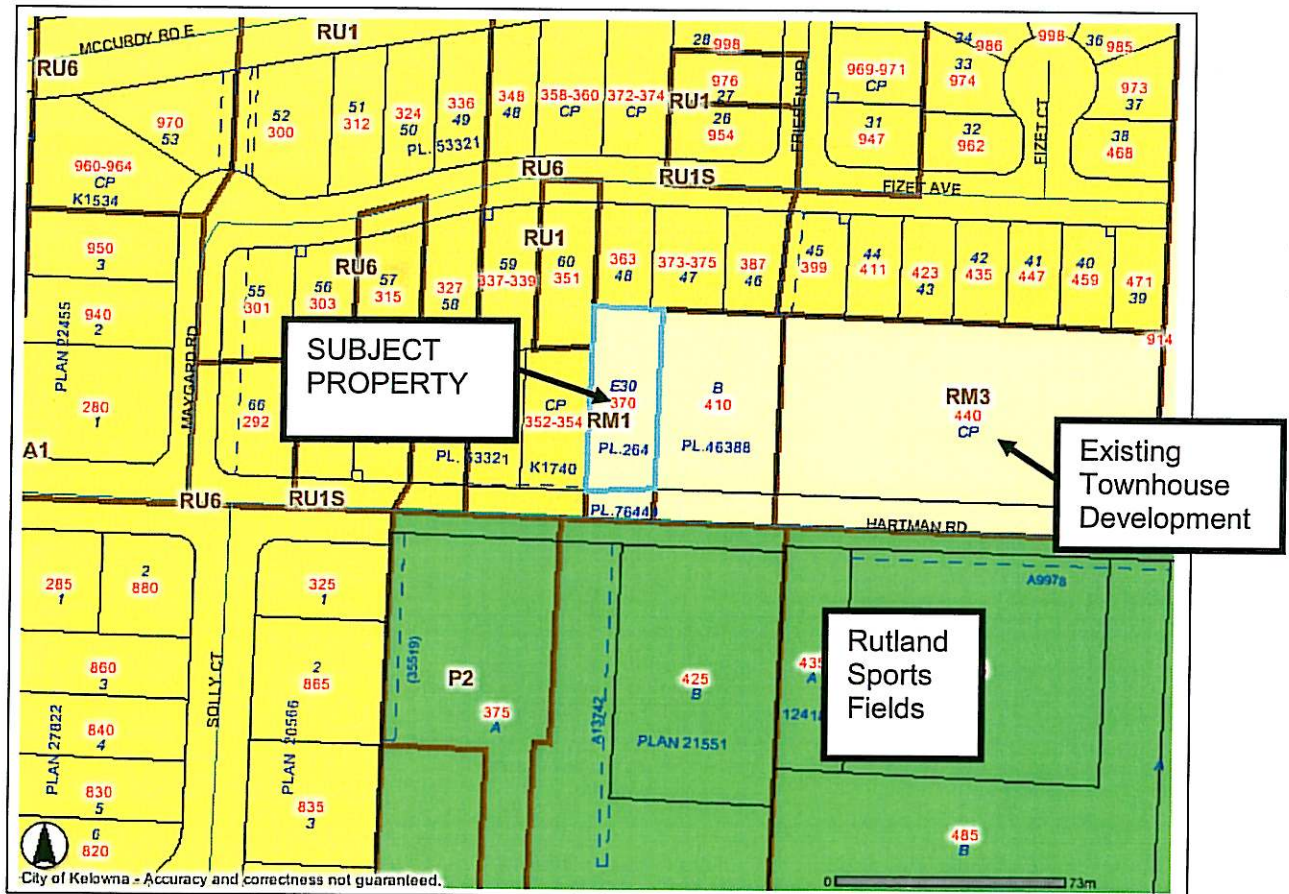 MCCURDY RD E
RU1
RU6
970
53
52
300
51
312
324
50
336
49
PL. 53321
348
48
358-360
CP
372-374
CP
28
998
976
27
RU1
26
954
FRIESEN RD
969-971
CP
31
947
34
986
33
974
32
962
998
FIZET CT
36
985
973
37
38
468
960-964
CP
K1534
RU6
RU1S
FIZET AVE
950
3
940
2
PLAN 22455
280
1
A1
MAYGARD RD
55
301
56
303
RU6
57
315
327
58
59
337-339
RU1
60
351
363
48
373-375
47
387
46
45
399
44
411
423
43
42
435
41
447
40
459
471
39
914
SUBJECT
PROPERTY
66
292
CP
352-354
PL. 53321
K1740
E30
370
RM1
PL.264
B
410
PL.46388
RM3
440
CP
Existing
Townhouse
Development
RU6
RU1S
PL.76440
HARTMAN RD
285
1
2
880
860
3
840
4
830
5
6
820
PLAN 27822
SOLLY CT
325
1
2
865
835
3
PLAN 20566
(35519)
P2
375
A
A13742
425
B
PLAN 21551
435
A
A9978
Rutland
Sports
Fields
A
485
B
City of Kelowna - Accuracy and correctness not guaranteed.
0
73m